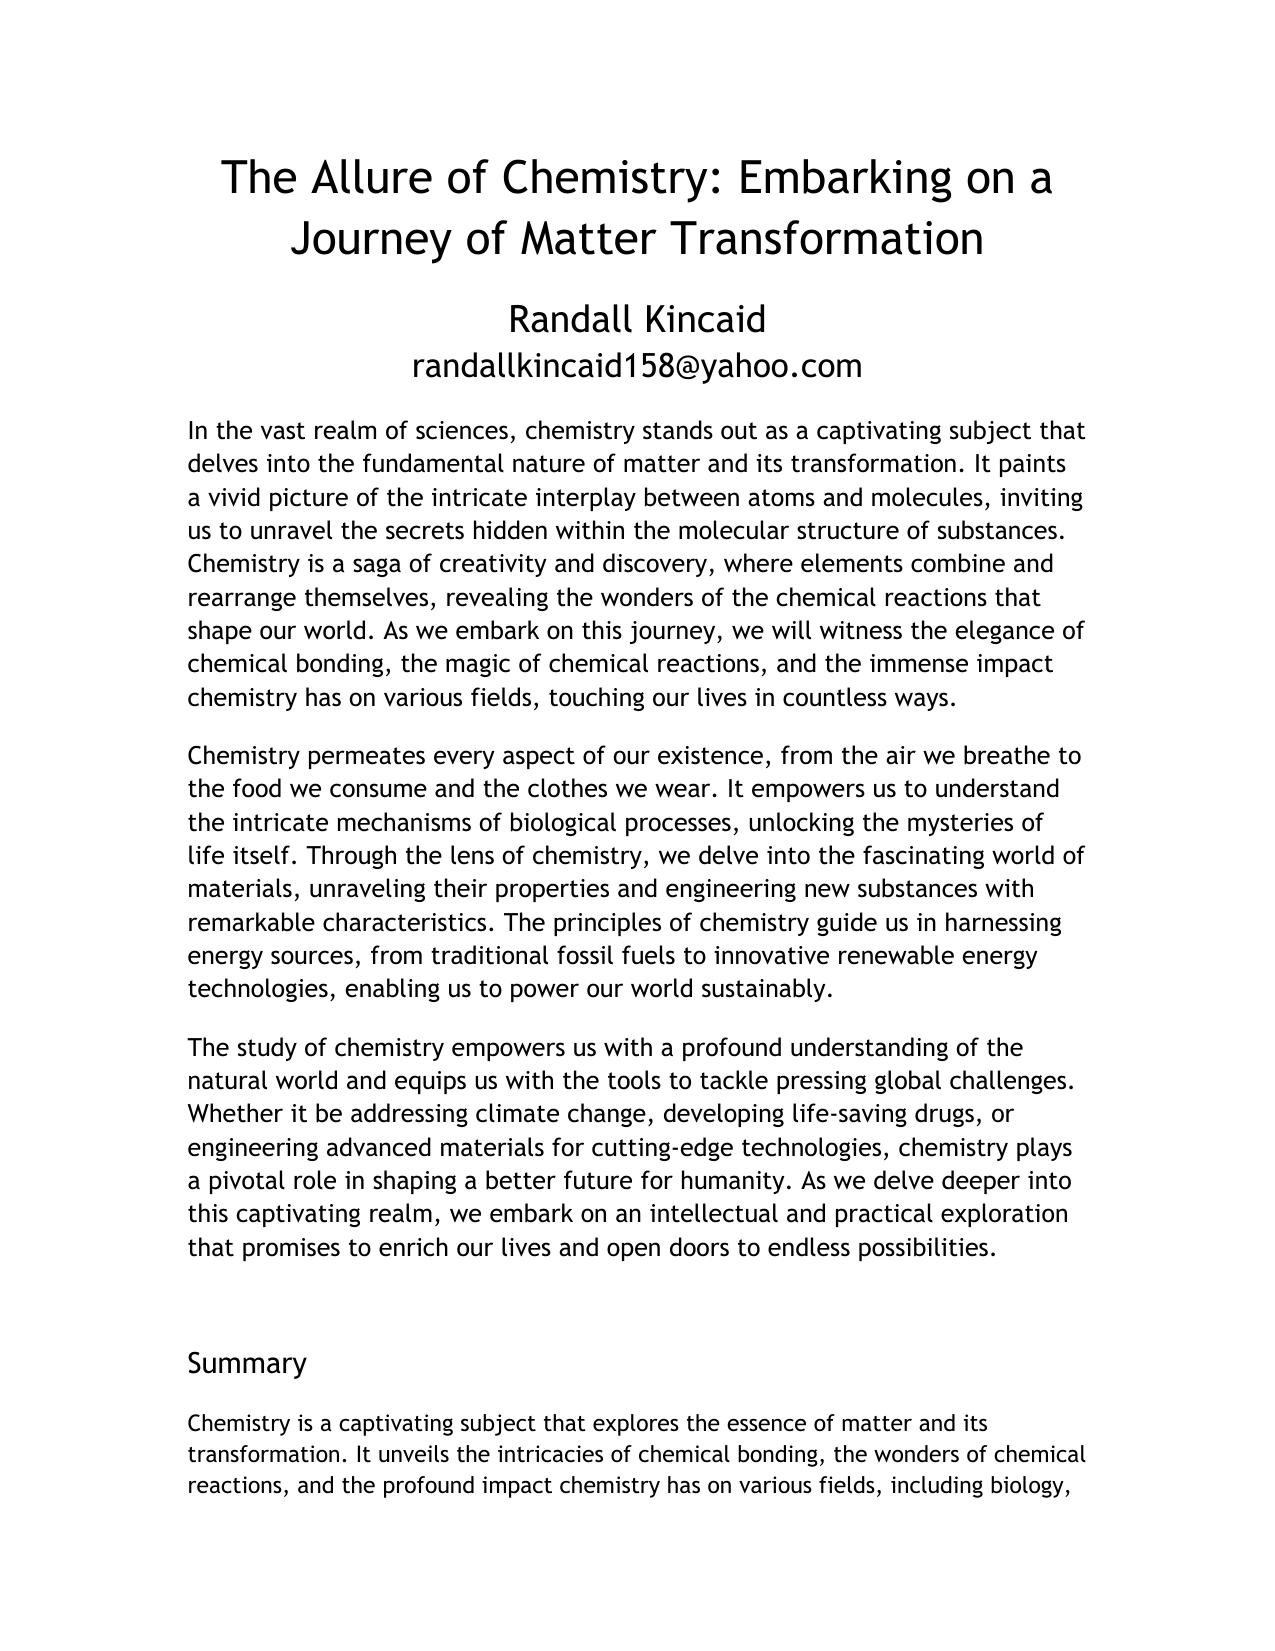 The Allure of Chemistry: Embarking on a
Journey of Matter Transformation
Randall Kincaid
randallkincaid158@yahoo.com
In the vast realm of sciences, chemistry stands out as a captivating subject that
delves into the fundamental nature of matter and its transformation. It paints
a vivid picture of the intricate interplay between atoms and molecules, inviting
us to unravel the secrets hidden within the molecular structure of substances.
Chemistry is a saga of creativity and discovery, where elements combine and
rearrange themselves, revealing the wonders of the chemical reactions that
shape our world. As we embark on this journey, we will witness the elegance of
chemical bonding, the magic of chemical reactions, and the immense impact
chemistry has on various fields, touching our lives in countless ways.
Chemistry permeates every aspect of our existence, from the air we breathe to
the food we consume and the clothes we wear. It empowers us to understand
the intricate mechanisms of biological processes, unlocking the mysteries of
life itself. Through the lens of chemistry, we delve into the fascinating world of
materials, unraveling their properties and engineering new substances with
remarkable characteristics. The principles of chemistry guide us in harnessing
energy sources, from traditional fossil fuels to innovative renewable energy
technologies, enabling us to power our world sustainably.
The study of chemistry empowers us with a profound understanding of the
natural world and equips us with the tools to tackle pressing global challenges.
Whether it be addressing climate change, developing life-saving drugs, or
engineering advanced materials for cutting-edge technologies, chemistry plays
a pivotal role in shaping a better future for humanity. As we delve deeper into
this captivating realm, we embark on an intellectual and practical exploration
that promises to enrich our lives and open doors to endless possibilities.
Summary
Chemistry is a captivating subject that explores the essence of matter and its
transformation. It unveils the intricacies of chemical bonding, the wonders of chemical
reactions, and the profound impact chemistry has on various fields, including biology,